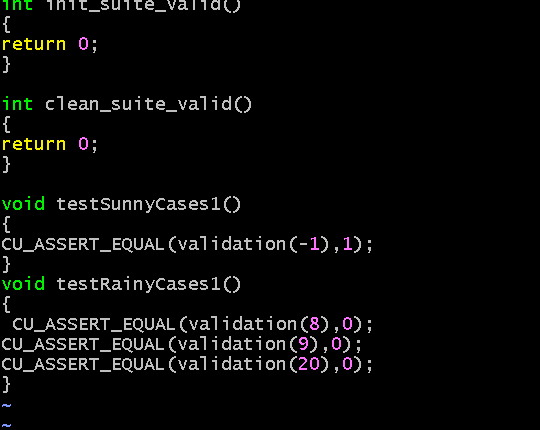 int init_suite_valid()
{
return 0;
}

int clean_suite_valid()
{
return 0;
}

void testSunnyCases1()
{
CU_ASSERT_EQUAL(validation(-1),1);
}
void testRainyCases1()
{
 CU_ASSERT_EQUAL(validation(8),0);
CU_ASSERT_EQUAL(validation(9),0);
CU_ASSERT_EQUAL(validation(20),0);
}
~
~